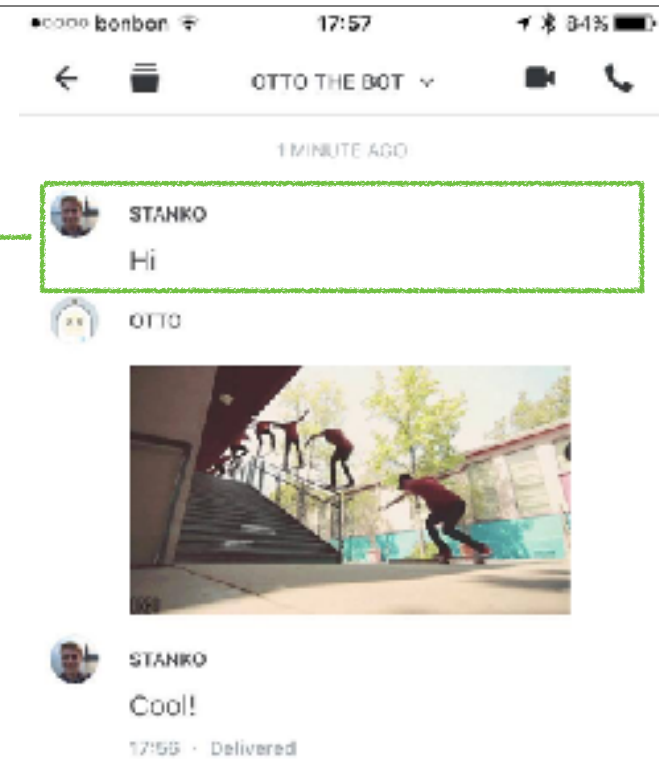 bonbon 17:57 84%
OTTO THE BOT
1 MINUTE AGO
STANKO
Hi
OTTO
STANKO
Cool!
17:56 · Delivered